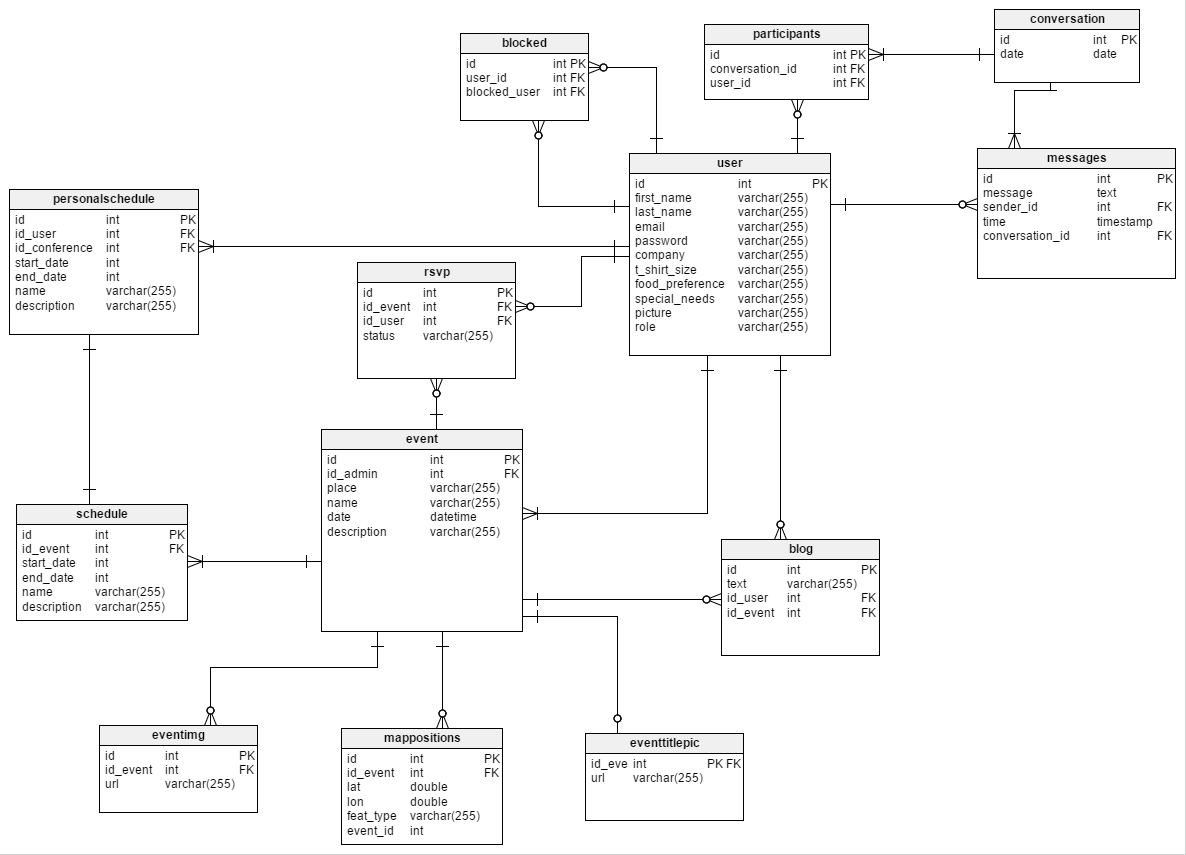 blocked
id int PK
user_id int FK
blocked_user int FK
participants
id int PK
conversation_id int FK
user_id int FK
conversation
id int PK
date date
user
id int PK
first_name varchar(255)
last_name varchar(255)
email varchar(255)
password varchar(255)
company varchar(255)
t_shirt_size varchar(255)
food_preference varchar(255)
special_needs varchar(255)
picture varchar(255)
role varchar(255)
messages
id int PK
message text
sender_id int FK
time timestamp
conversation_id int FK
personalschedule
id int PK
id_user int FK
id_conference int FK
start_date int
end_date int
name varchar(255)
description varchar(255)
rsvp
id int PK
id_event int FK
id_user int FK
status varchar(255)
event
id int PK
id_admin int FK
place varchar(255)
name varchar(255)
date datetime
description varchar(255)
schedule
id int PK
id_event int FK
start_date int
end_date int
name varchar(255)
description varchar(255)
blog
id int PK
text varchar(255)
id_user int FK
id_event int FK
eventimg
id int PK
id_event int FK
url varchar(255)
mappositions
id int PK
id_event int FK
lat double
lon double
feat_type varchar(255)
event_id int
eventtitlepic
id_eve int PK FK
url varchar(255)